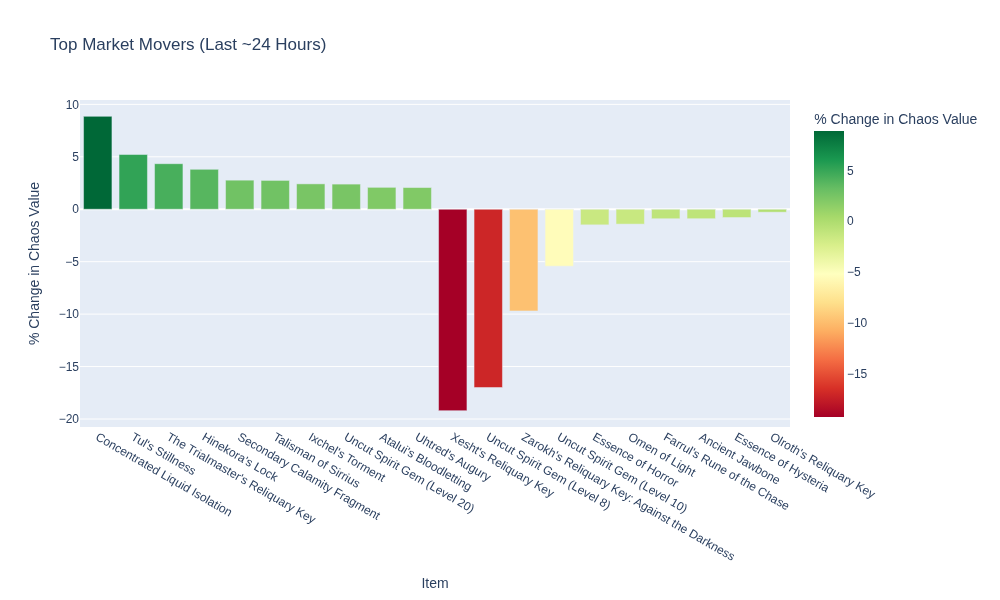 Top Market Movers (Last ~24 Hours)
% Change in Chaos Value
10
5
0
−5
−10
−15
−20
Concentrated Liquid Isolation
Tul's Stillness
The Trialmaster's Reliquary Key
Hinekora's Lock
Secondary Calamity Fragment
Talisman of Sirrius
Ixchel's Torment
Uncut Spirit Gem (Level 20)
Atalui's Bloodletting
Uhtred's Augury
Xesht's Reliquary Key
Uncut Spirit Gem (Level 8)
Zarokh's Reliquary Key: Against the Darkness
Uncut Spirit Gem (Level 10)
Essence of Horror
Omen of Light
Farrul's Rune of the Chase
Ancient Jawbone
Essence of Hysteria
Olroth's Reliquary Key
Item
% Change in Chaos Value
5
0
−5
−10
−15